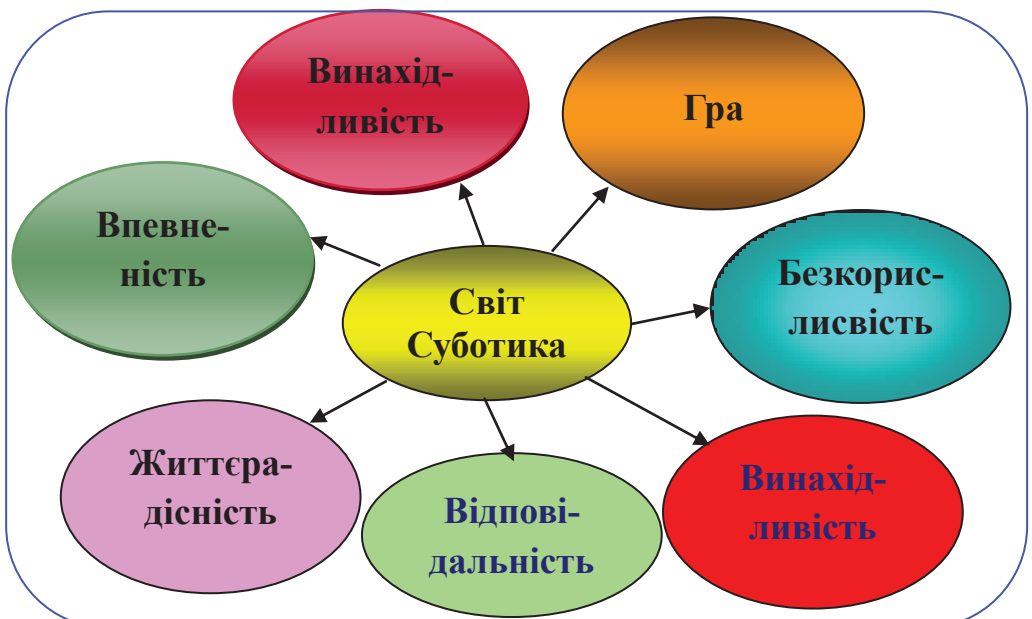 Винахід-
ливість
Гра
Впевне-
ність
Безкорис-
лисвість
Світ
Суботика
Життєра-
дісність
Відпові-
дальність
Винахід-
ливість